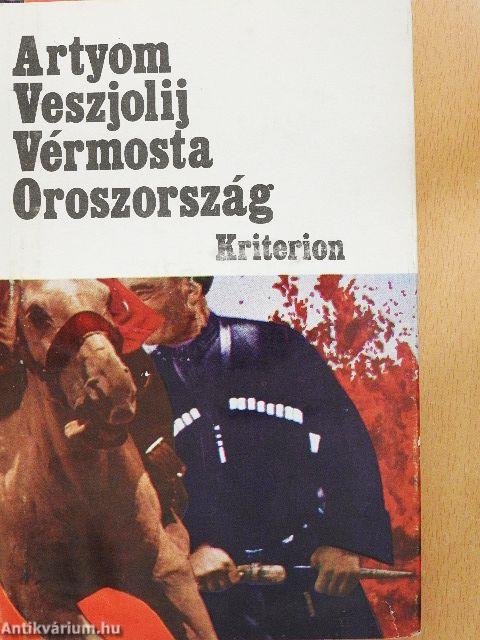 Artyom
Veszjolij
Vérmosta
Oroszország
Kriterion
Antikvárium.hu